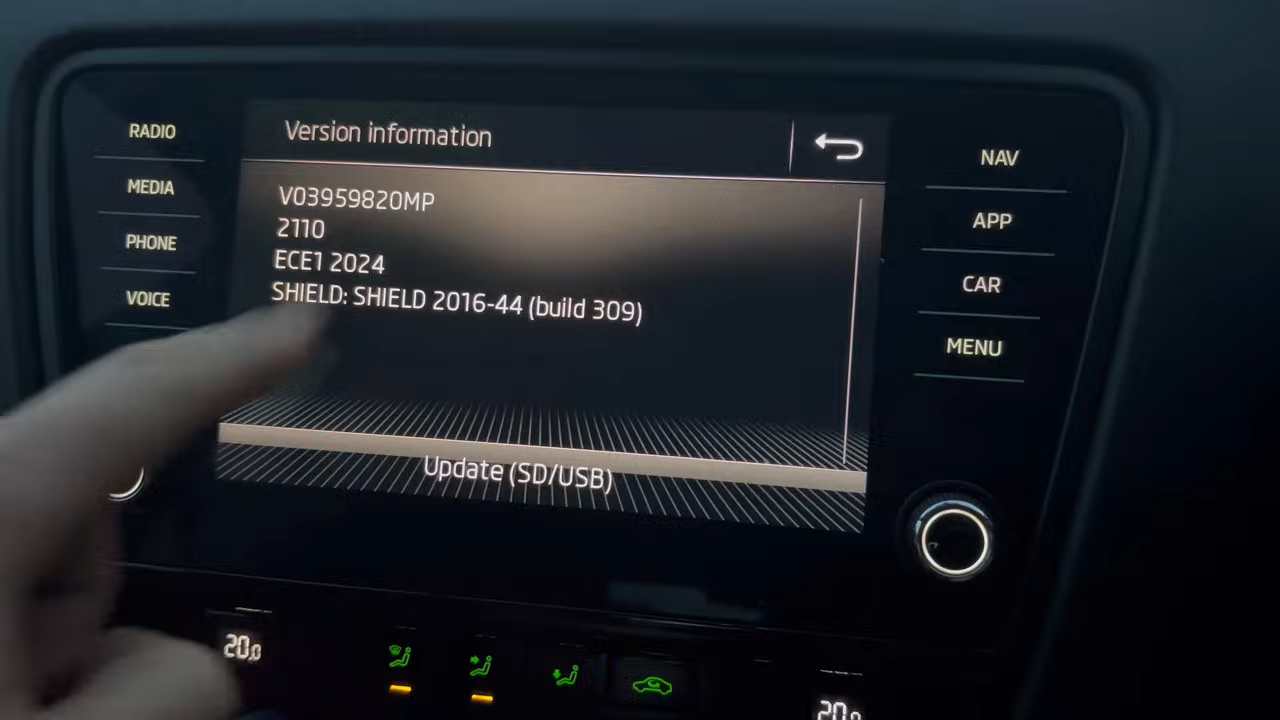 RADIO
MEDIA
PHONE
VOICE
Version information
V03959820MP
2110
ECE1 2024
SHIELD: SHIELD 2016-44 (build 309)
Update (SD/USB)
NAV
APP
CAR
MENU
20,0
20,0